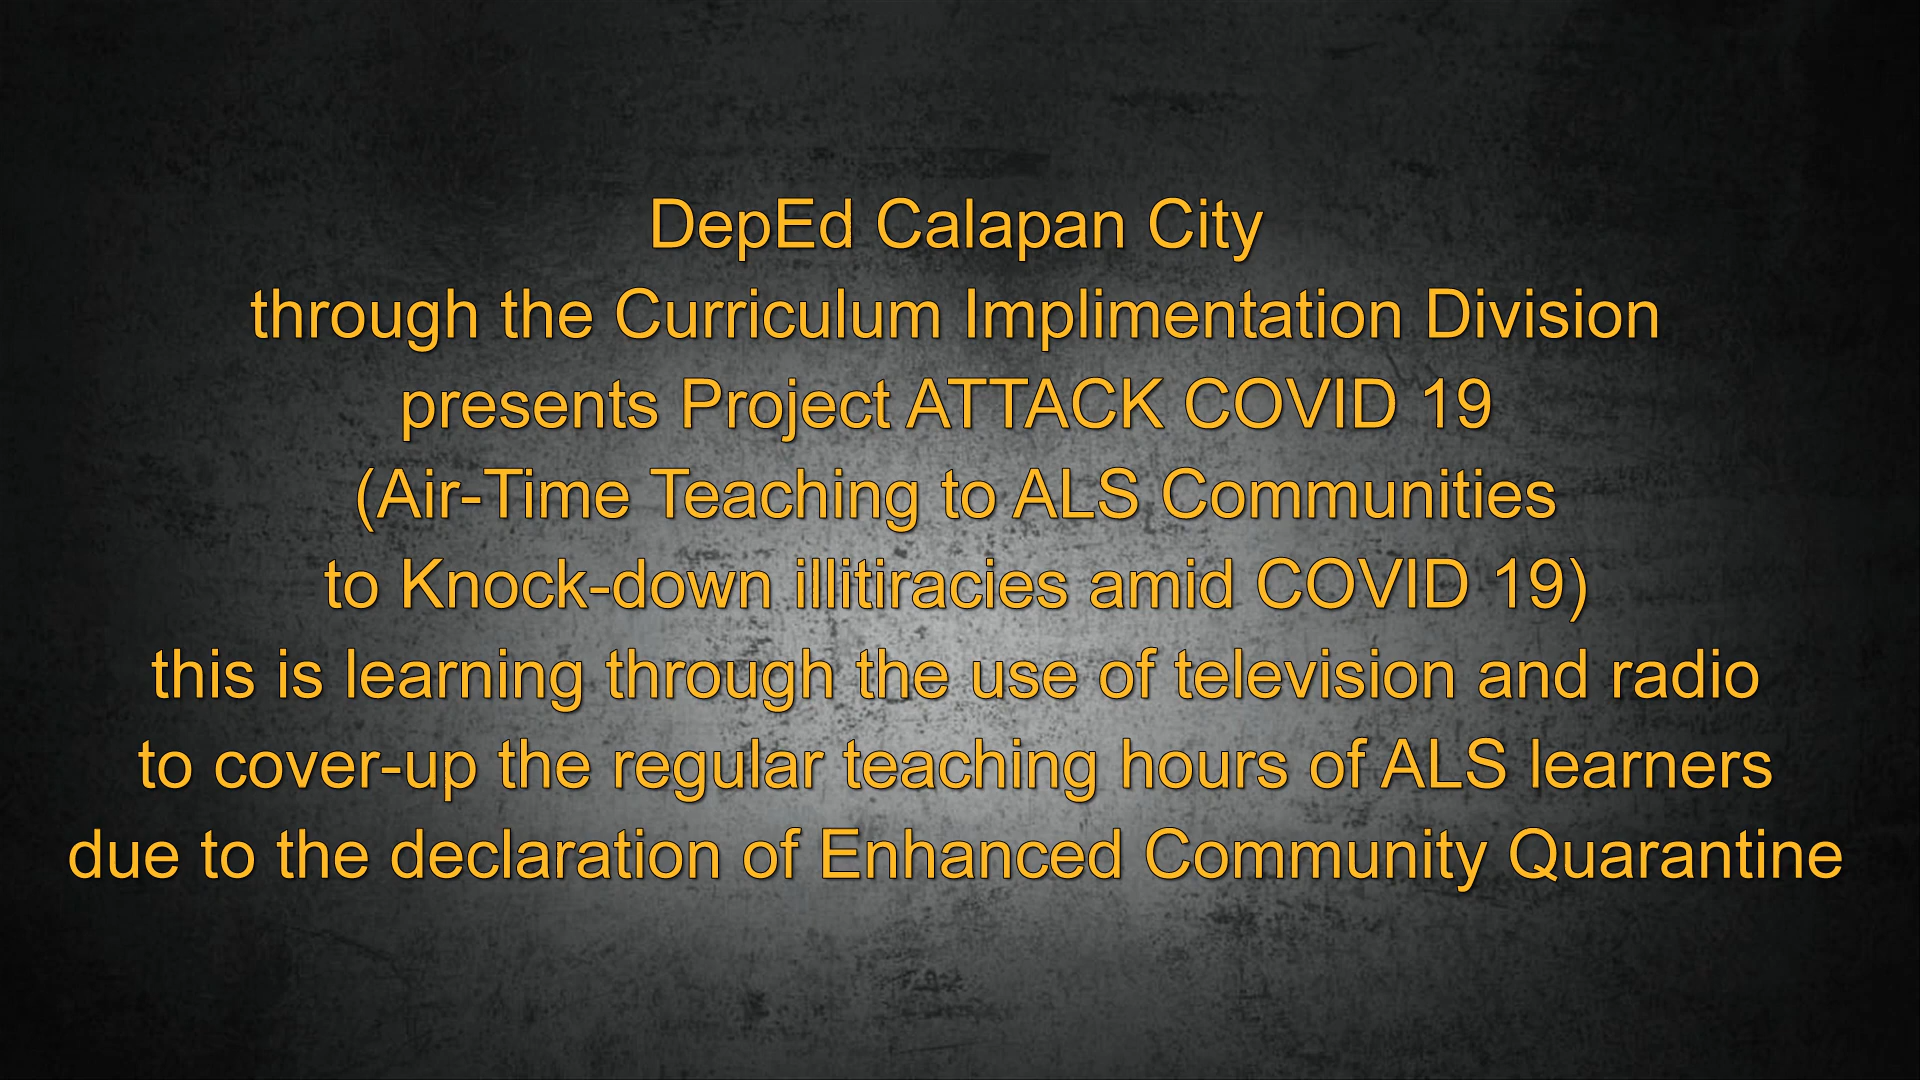 DepEd Calapan City
through the Curriculum Implimentation Division
presents Project ATTACK COVID 19
(Air-Time Teaching to ALS Communities
to Knock-down illitiracies amid COVID 19)
this is learning through the use of television and radio
to cover-up the regular teaching hours of ALS learners
due to the declaration of Enhanced Community Quarantine